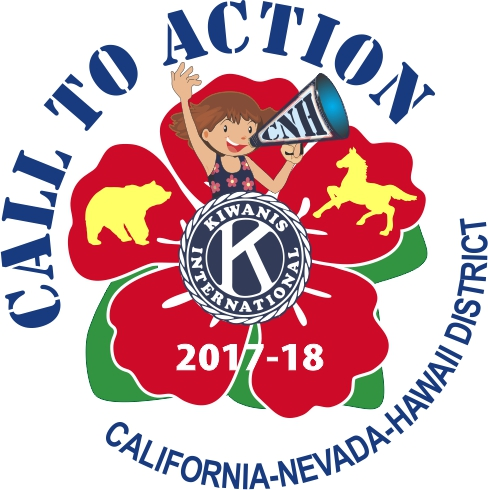 CALL TO ACTION
CNH
KIWANIS
K
INTERNATIONAL
2017-18
CALIFORNIA-NEVADA-HAWAII DISTRICT